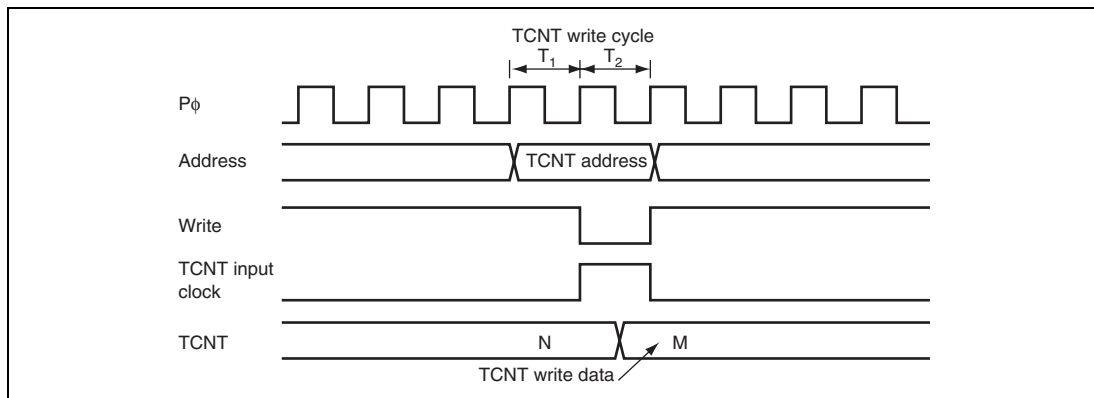 TCNT write cycle
T1 T2
Pφ
Address
TCNT address
Write
TCNT input
clock
TCNT
N
M
TCNT write data